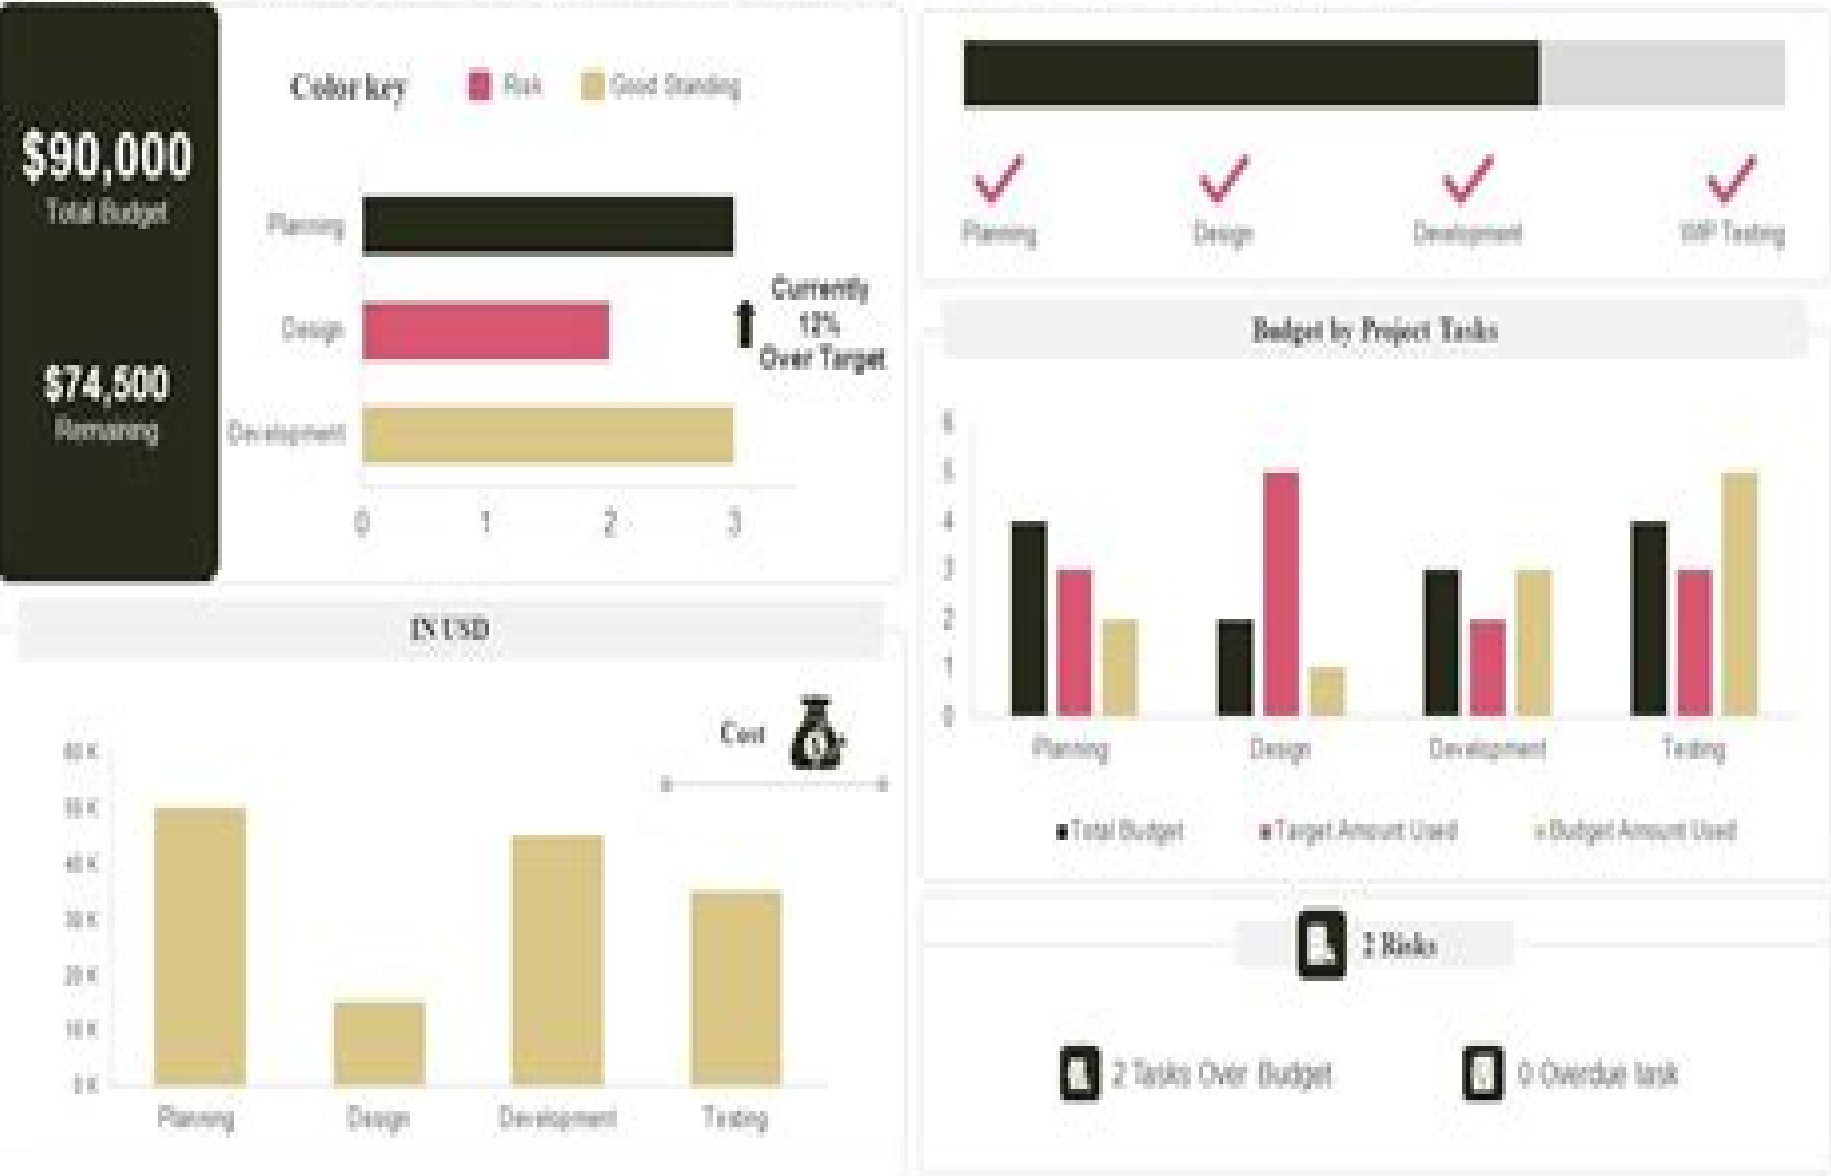 $90,000
Total Budget
$74,500
Remaining
Color key
Risk
Good Standing
Planning
Design
Development
0 1 2 3
Currently
12%
Over Target
Planning
Design
Development
WIP Testing
Budget by Project Tasks
6
5
4
3
2
1
0
Planning Design Development Testing
Total Budget Target Amount Used Budget Amount Used
IN USD
Cost
60 K
50 K
40 K
30 K
20 K
10 K
0 K
Planning Design Development Testing
2 Risks
2 Tasks Over Budget
0 Overdue task